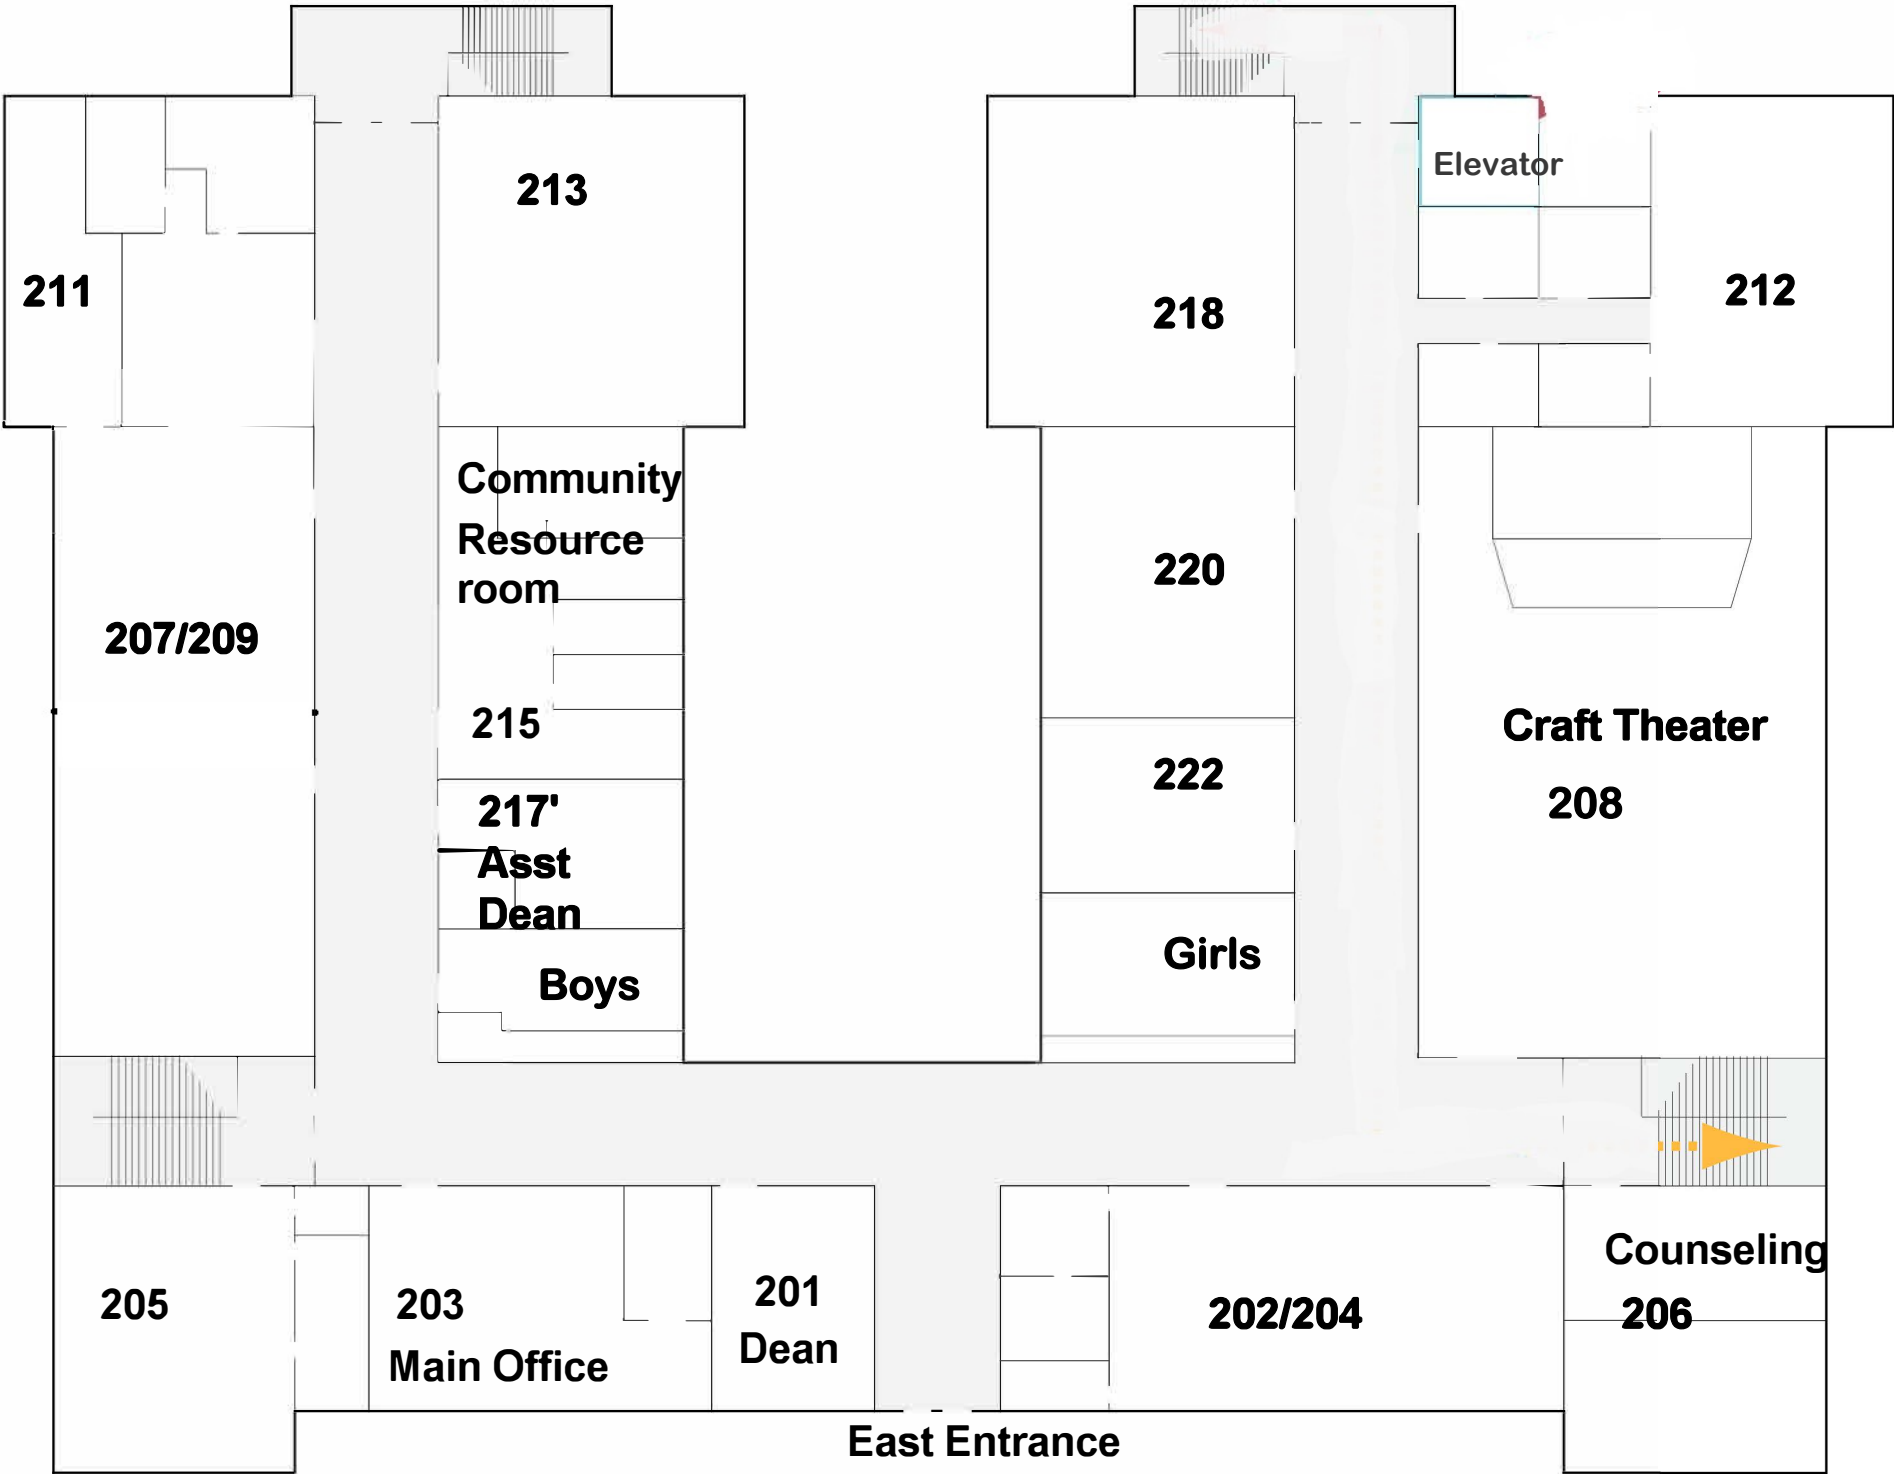 Elevator
213
211
212
218
Community
Resource
room
220
207/209
215
Craft Theater
222
208
217'
Asst
Dean
Girls
Boys
Counseling
205
203
Main Office
201
Dean
202/204
206
East Entrance